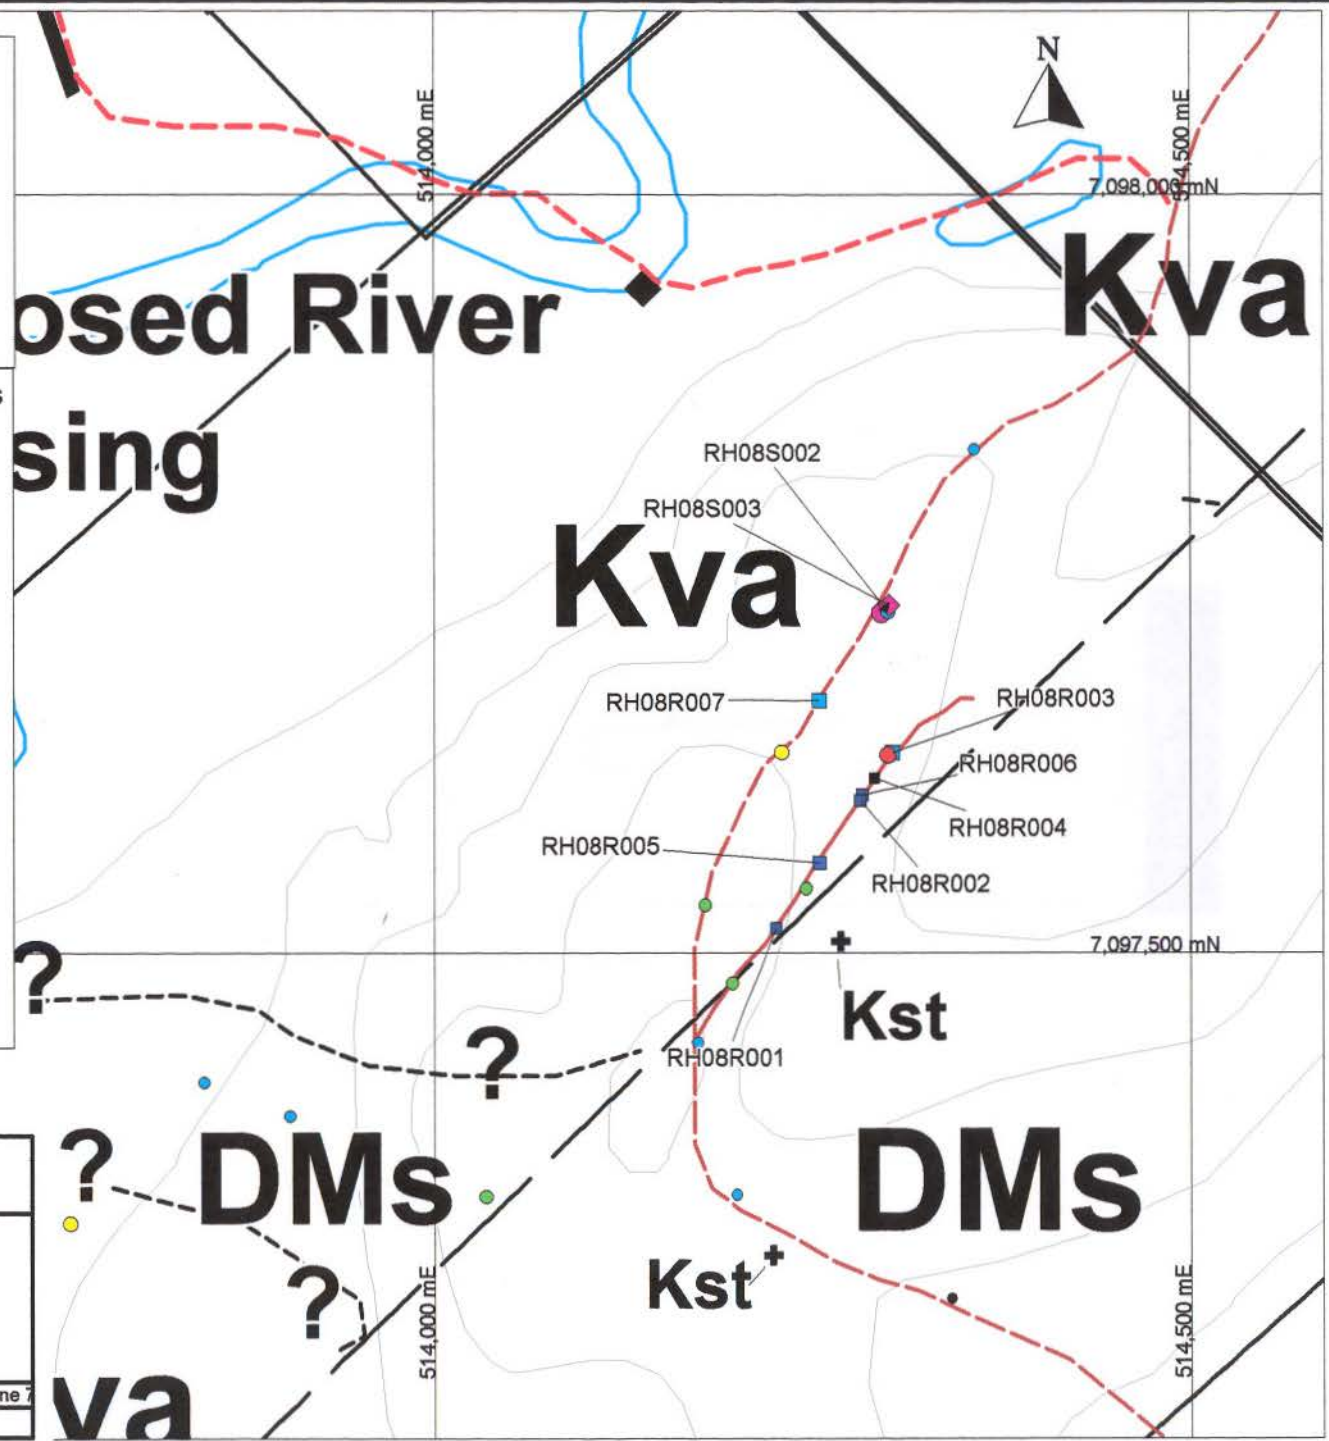 N
514,000 mE
514,500 mE
7,098,000 mN
Kva
osed River
sing
RH08S002
RH08S003
Kva
RH08R007
RH08R003
RH08R006
RH08R004
RH08R005
RH08R002
7,097,500 mN
?
Kst
?
RH08R001
?
DMs
DMs
?
Kst
514,000 mE
514,500 mE
ne 7
va